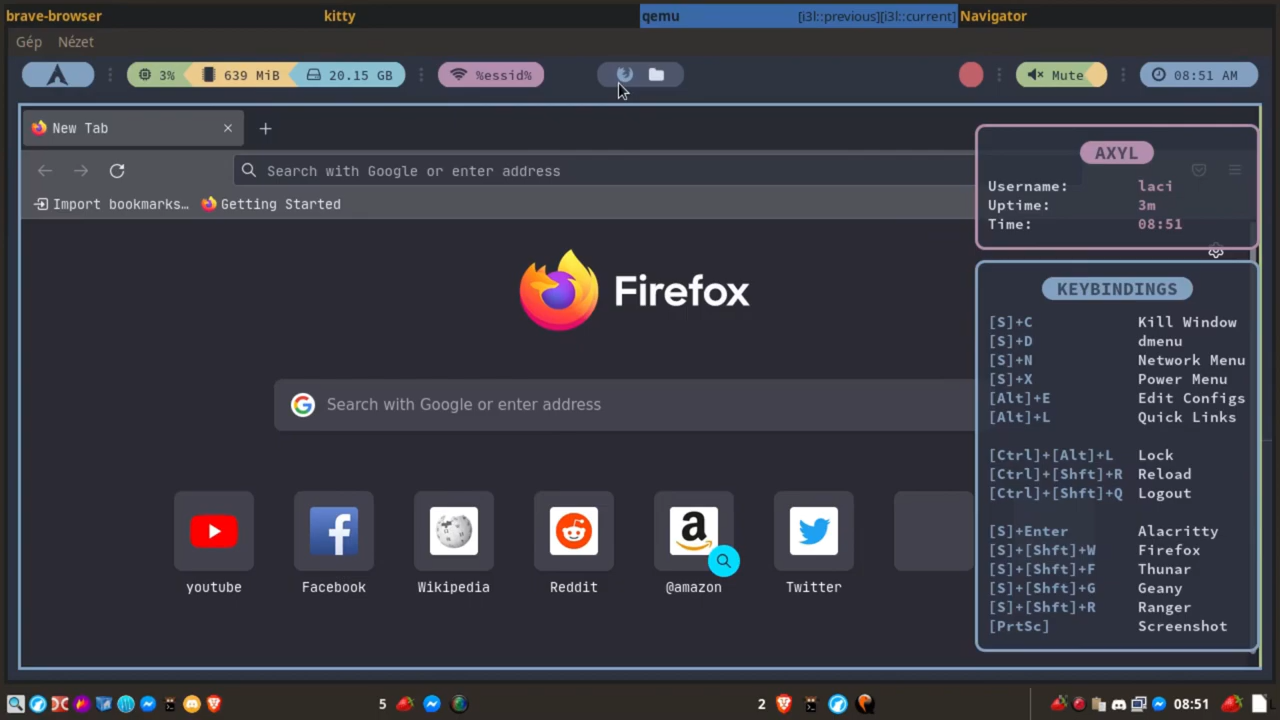 brave-browser kitty qemu [i3l::previous][i3l::current] Navigator
Gép Nézet
3% 639 MiB 20.15 GB %essid% Mute 08:51 AM
New Tab
Search with Google or enter address
Import bookmarks… Getting Started
AXYL
Username: laci
Uptime: 3m
Time: 08:51
Firefox
Search with Google or enter address
youtube Facebook Wikipedia Reddit @amazon Twitter
KEYBINDINGS
[S]+C Kill Window
[S]+D dmenu
[S]+N Network Menu
[S]+X Power Menu
[Alt]+E Edit Configs
[Alt]+L Quick Links
[Ctrl]+[Alt]+L Lock
[Ctrl]+[Shft]+R Reload
[Ctrl]+[Shft]+Q Logout
[S]+Enter Alacritty
[S]+[Shft]+W Firefox
[S]+[Shft]+F Thunar
[S]+[Shft]+G Geany
[S]+[Shft]+R Ranger
[PrtSc] Screenshot
5 2 08:51